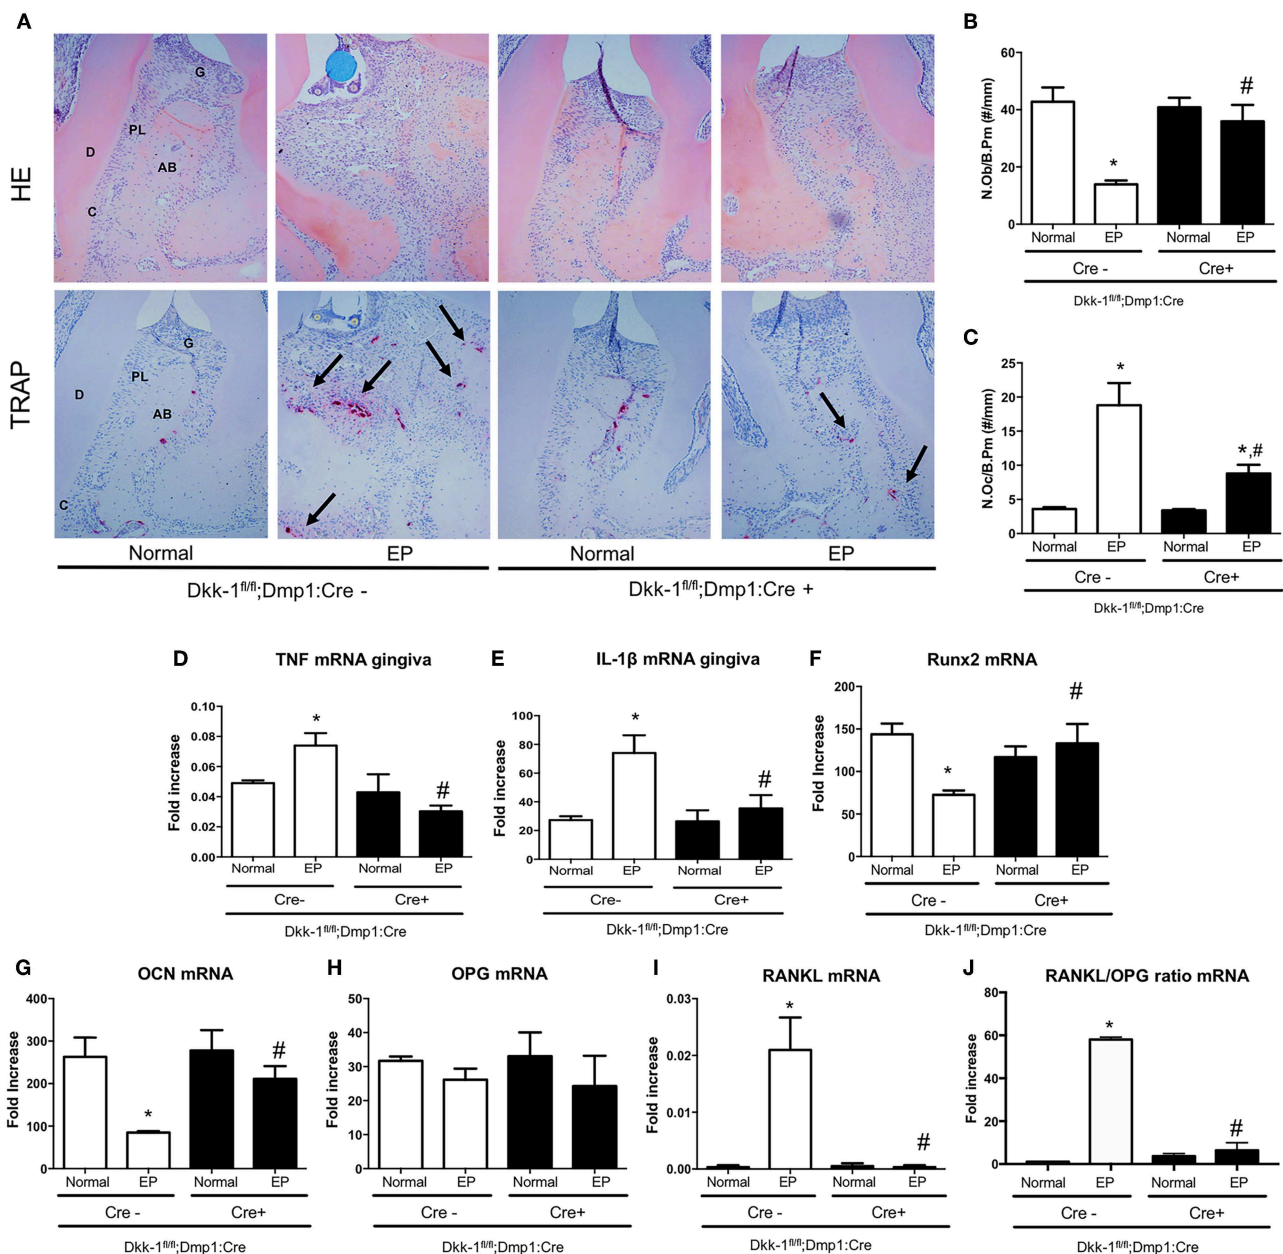 A
HE
G
PL
D
AB
C
TRAP
G
PL
D
AB
C
Normal EP Normal EP
Dkk-1fl/fl;Dmp1:Cre - Dkk-1fl/fl;Dmp1:Cre +
B
N.Ob/B.Pm (#/mm)
60
40
20
0
*
#
Normal EP Normal EP
Cre - Cre+
Dkk-1fl/fl;Dmp1:Cre
C
N.Oc/B.Pm (#/mm)
25
20
15
10
5
0
*
*,#
Normal EP Normal EP
Cre - Cre+
Dkk-1fl/fl;Dmp1:Cre
D
TNF mRNA gingiva
Fold increase
0.10
0.08
0.06
0.04
0.02
0.00
*
#
Normal EP Normal EP
Cre- Cre+
Dkk-1fl/fl;Dmp1:Cre
E
IL-1β mRNA gingiva
Fold increase
100
80
60
40
20
0
*
#
Normal EP Normal EP
Cre- Cre+
Dkk-1fl/fl;Dmp1:Cre
F
Runx2 mRNA
Fold Increase
200
150
100
50
0
*
#
Normal EP Normal EP
Cre - Cre+
Dkk-1fl/fl;Dmp1:Cre
G
OCN mRNA
Fold Increase
400
300
200
100
0
*
#
Normal EP Normal EP
Cre - Cre+
Dkk-1fl/fl;Dmp1:Cre
H
OPG mRNA
Fold increase
50
40
30
20
10
0
Normal EP Normal EP
Cre - Cre+
Dkk-1fl/fl;Dmp1:Cre
I
RANKL mRNA
Fold increase
0.03
0.02
0.01
0.00
*
#
Normal EP Normal EP
Cre - Cre+
Dkk-1fl/fl;Dmp1:Cre
J
RANKL/OPG ratio mRNA
Fold increase
80
60
40
20
0
*
#
Normal EP Normal EP
Cre - Cre+
Dkk-1fl/fl;Dmp1:Cre